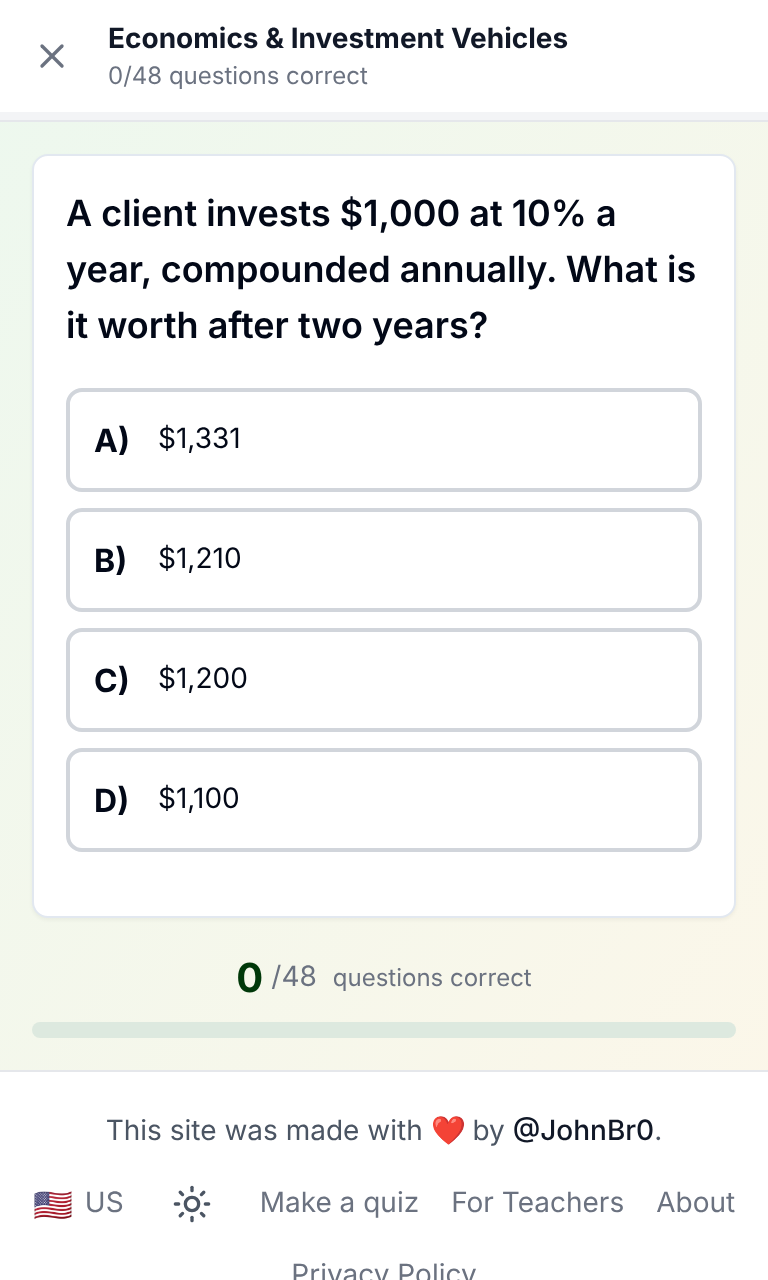 Economics & Investment Vehicles
0/48 questions correct
A client invests $1,000 at 10% a
year, compounded annually. What is
it worth after two years?
A) $1,331
B) $1,210
C) $1,200
D) $1,100
0 /48 questions correct
This site was made with ❤️ by @JohnBr0.
🇺🇸 US Make a quiz For Teachers About
Privacy Policy